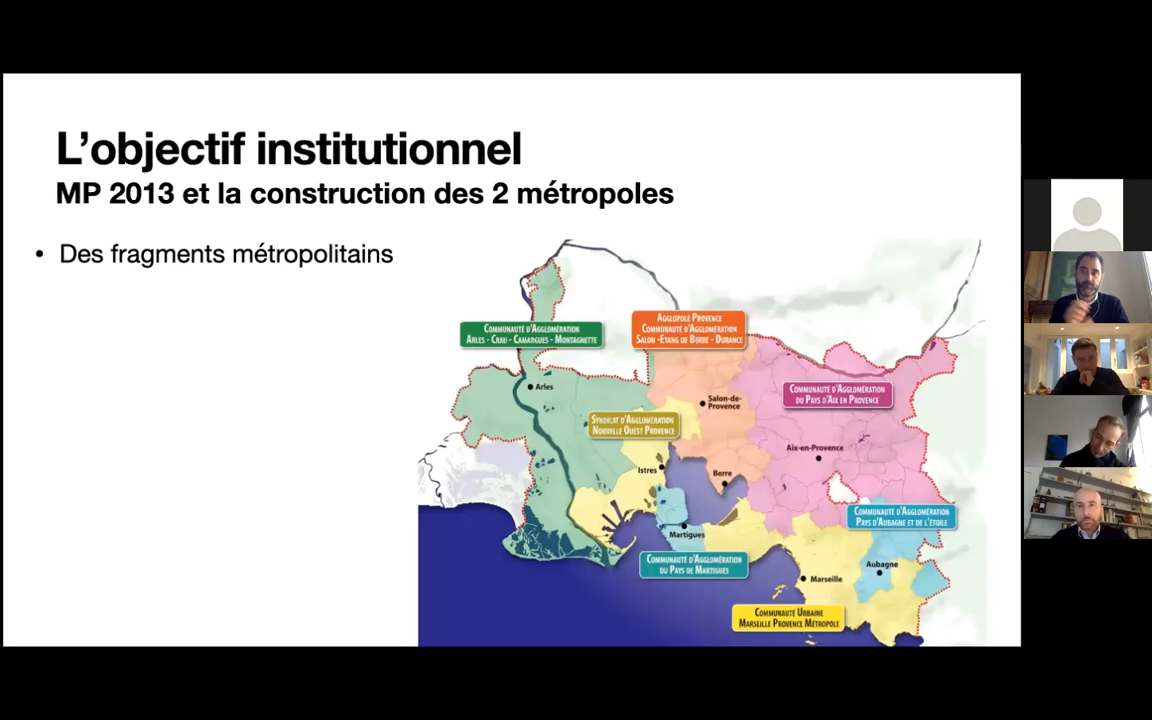 L'objectif institutionnel
MP 2013 et la construction des 2 métropoles
• Des fragments métropolitains
Communauté d'Agglomération
Arles - Crau - Camargues - Montagnette
Agglopole Provence
Communauté d'Agglomération
Salon -Etang de Berre - Durance
Communauté d'Agglomération
du Pays d'Aix en Provence
Arles
Salon-de-
Provence
Syndicat d'Agglomération
Nouvelle Ouest Provence
Aix-en-Provence
Istres
Berre
Communauté d'Agglomération
Pays d'Aubagne et de l'étoile
Martigues
Communauté d'Agglomération
du Pays de Martigues
Aubagne
Marseille
Communauté Urbaine
Marseille Provence Métropole